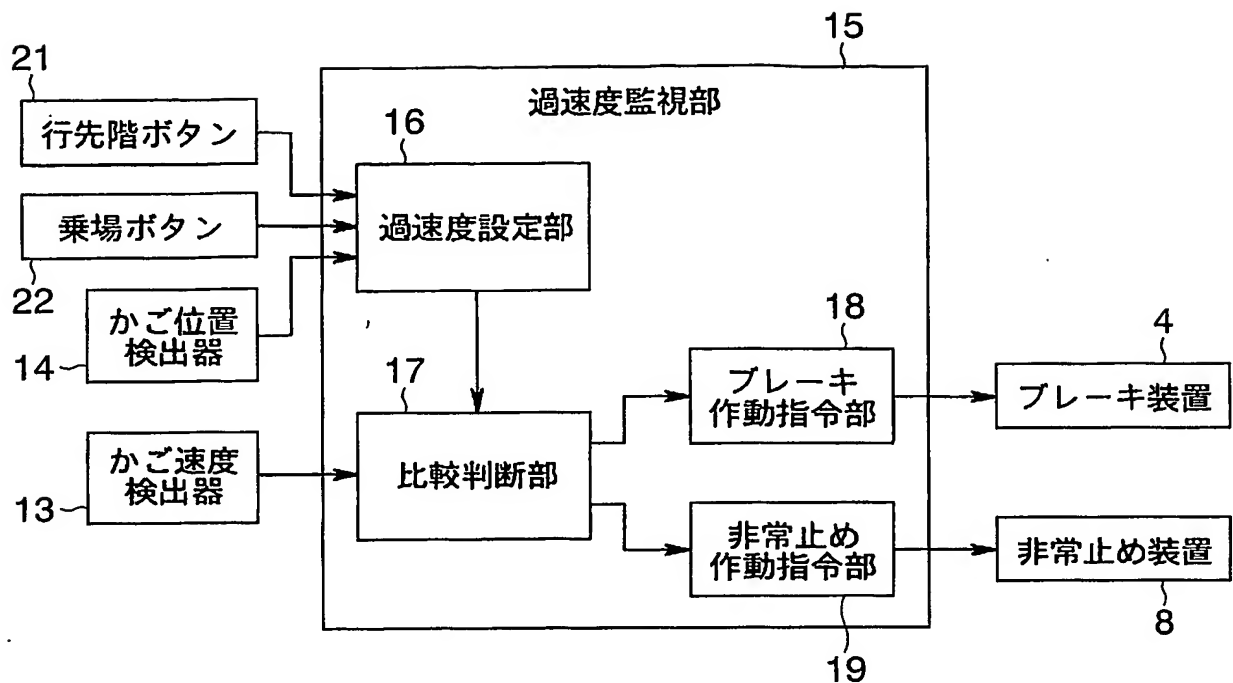 15
過速度監視部
21
行先階ボタン
16
過速度設定部
乗場ボタン
22
かご位置
検出器
14
17
比較判断部
かご速度
検出器
13
18
ブレーキ
作動指令部
4
ブレーキ装置
非常止め
作動指令部
19
非常止め装置
8